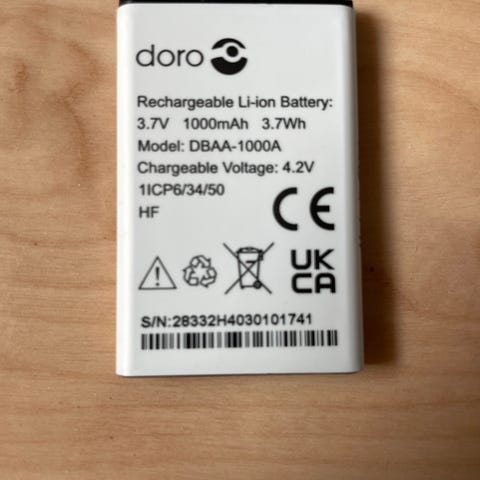 doro
Rechargeable Li-ion Battery:
3.7V 1000mAh 3.7Wh
Model: DBAA-1000A
Chargeable Voltage: 4.2V
1ICP6/34/50
HF
CE
UK
CA
S/N:28332H4030101741